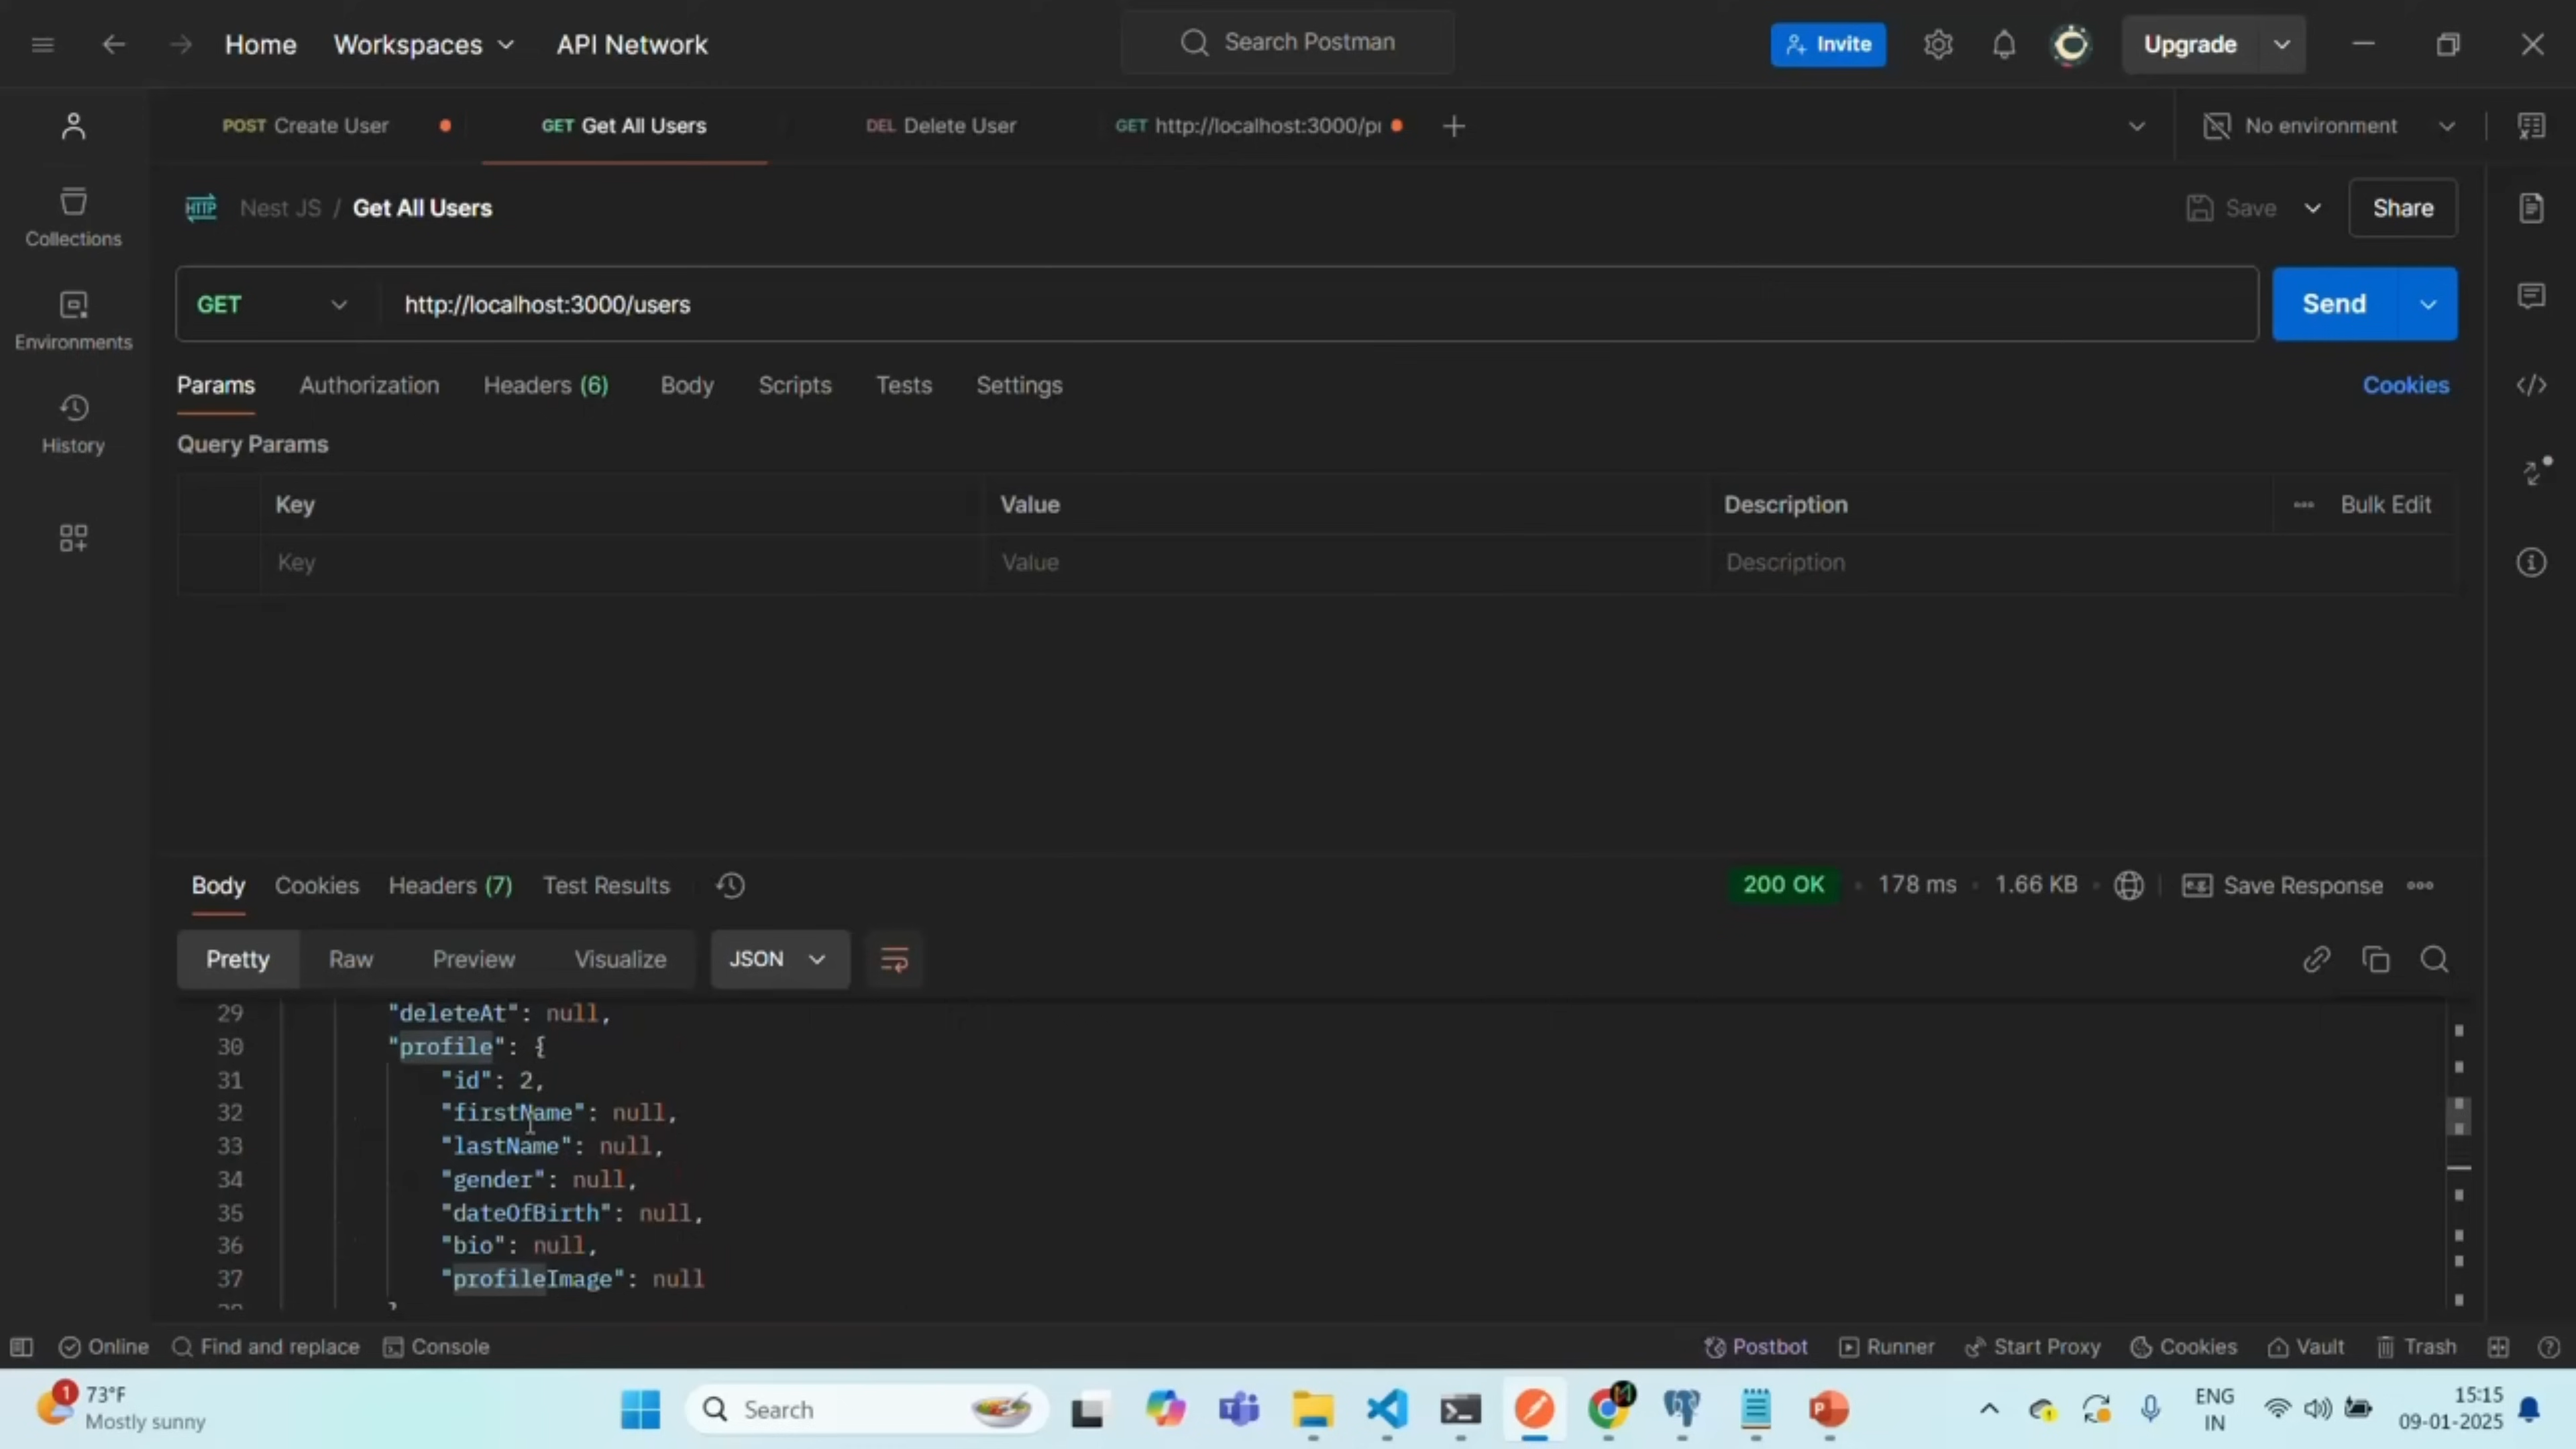 Home Workspaces API Network Search Postman Invite Upgrade
POST Create User GET Get All Users DEL Delete User GET http://localhost:3000/p No environment
HTTP Nest JS / Get All Users Save Share
GET http://localhost:3000/users Send
Params Authorization Headers (6) Body Scripts Tests Settings Cookies
Query Params
Key Value Description Bulk Edit
Key Value Description
Collections
Environments
History
Body Cookies Headers (7) Test Results 200 OK 178 ms 1.66 KB e.g. Save Response
Pretty Raw Preview Visualize JSON
29 "deleteAt": null,
30 "profile": {
31 "id": 2,
32 "firstName": null,
33 "lastName": null,
34 "gender": null,
35 "dateOfBirth": null,
36 "bio": null,
37 "profileImage": null
Online Find and replace Console Postbot Runner Start Proxy Cookies Vault Trash
1 73°F
Mostly sunny
Search
ENG
IN
15:15
09-01-2025